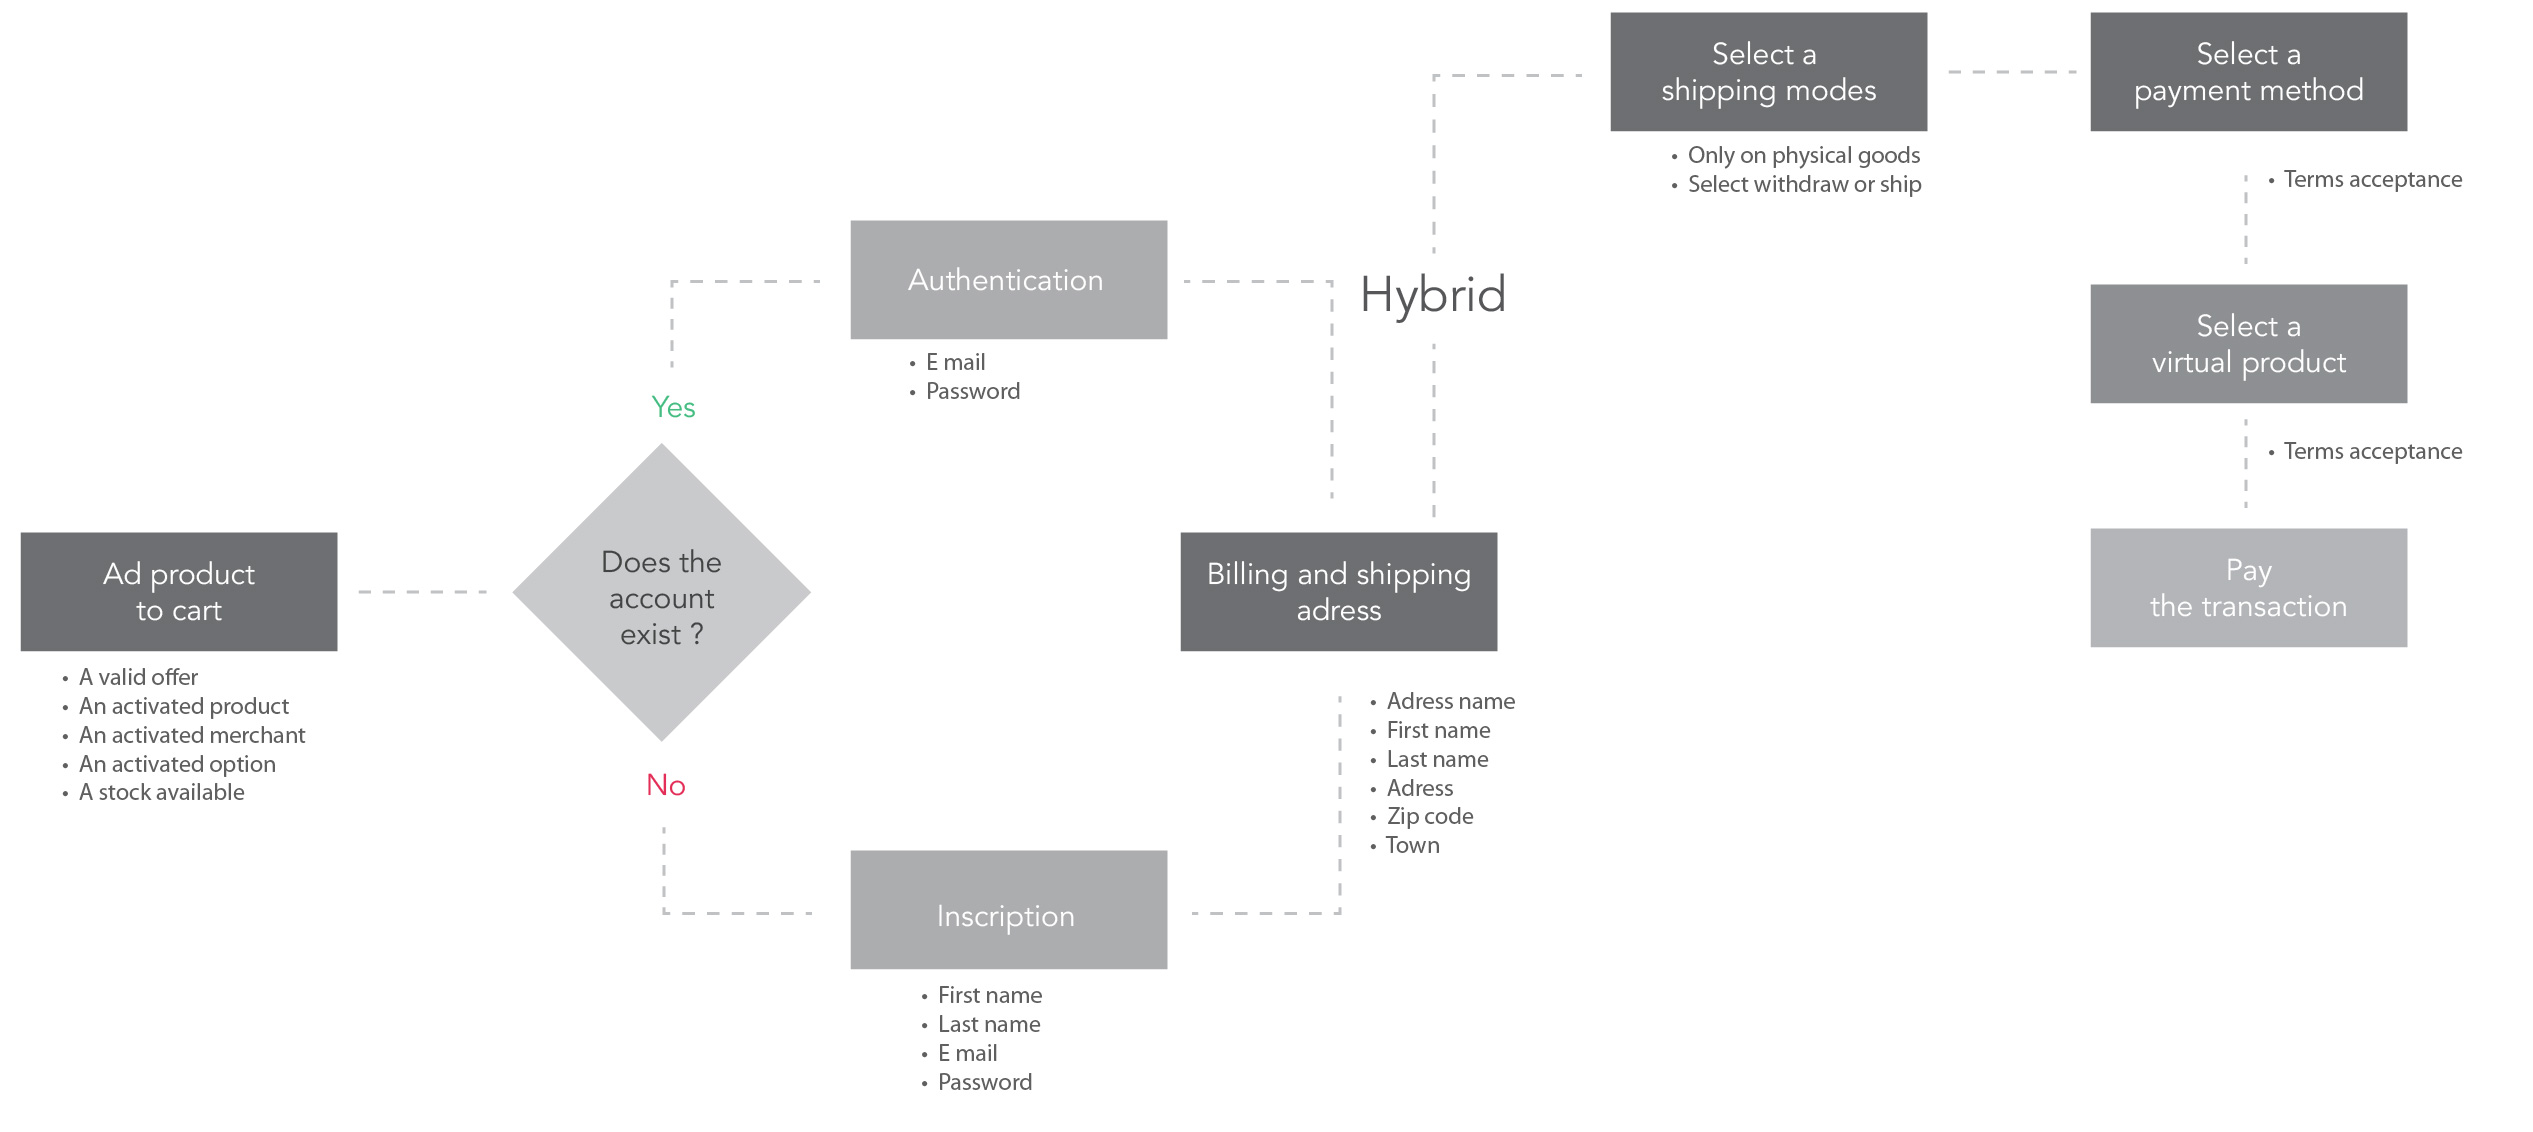 Ad product
to cart
• A valid offer
• An activated product
• An activated merchant
• An activated option
• A stock available
Does the
account
exist ?
Yes
No
Authentication
• E mail
• Password
Inscription
• First name
• Last name
• E mail
• Password
Billing and shipping
adress
• Adress name
• First name
• Last name
• Adress
• Zip code
• Town
Hybrid
Select a
shipping modes
• Only on physical goods
• Select withdraw or ship
Select a
payment method
• Terms acceptance
Select a
virtual product
• Terms acceptance
Pay
the transaction